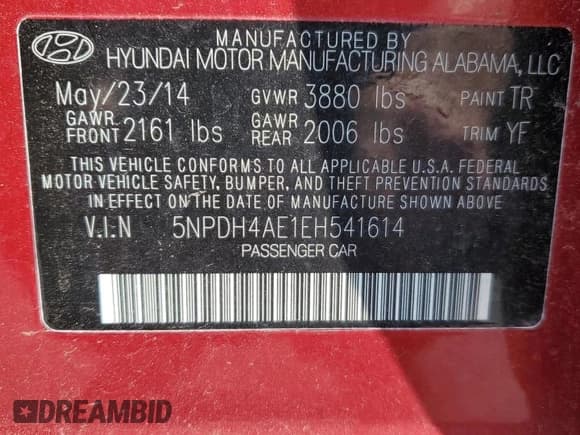 MANUFACTURED BY
HYUNDAI MOTOR MANUFACTURING ALABAMA, LLC
May/23/14 GVWR 3880 lbs PAINT TR
GAWR FRONT 2161 lbs GAWR REAR 2006 lbs TRIM YF
THIS VEHICLE CONFORMS TO ALL APPLICABLE U.S.A. FEDERAL
MOTOR VEHICLE SAFETY, BUMPER, AND THEFT PREVENTION STANDARDS
IN EFFECT ON THE DATE OF MANUFACTURE SHOWN ABOVE
V.I.N 5NPDH4AE1EH541614
PASSENGER CAR
DREAMBID